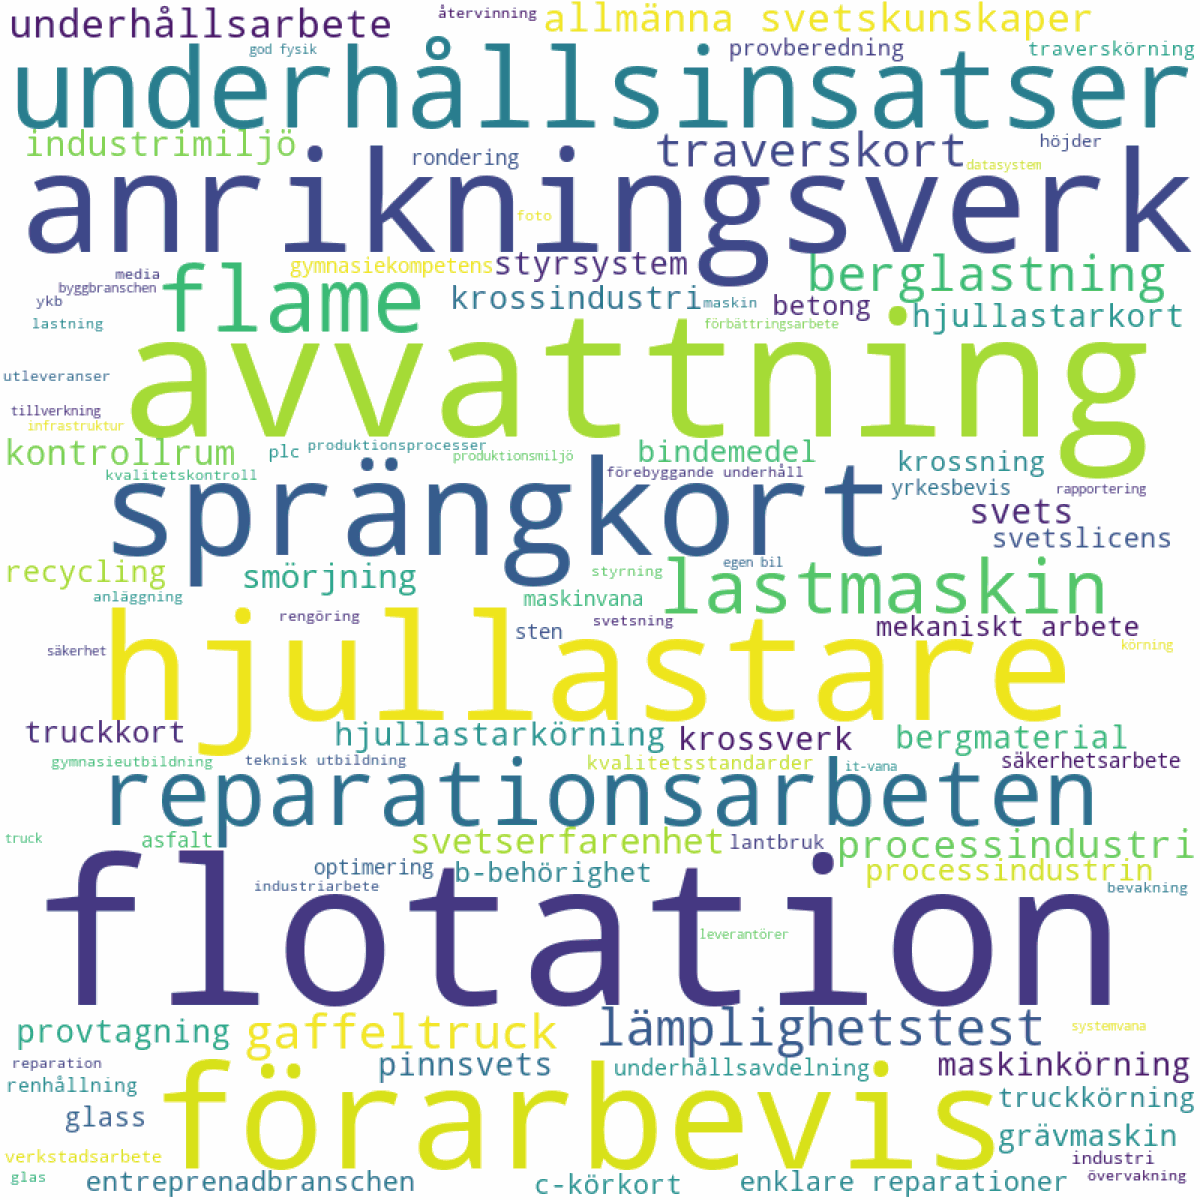 underhållsarbete
återvinning
allmänna svetskunskaper
god fysik
provberedning
traverskörning
underhållsinsatser
industrimiljö
rondering
traverskort
höjder
datasystem
anrikningsverk
foto
media
gymnasiekompetens
styrsystem
berglastning
byggbranschen
flame
ykb
krossindustri
maskin
betong
hjullastarkort
lastning
förbättringsarbete
avvattning
utleveranser
tillverkning
infrastruktur
kontrollrum
plc
produktionsprocesser
produktionsmiljö
bindemedel
krossning
kvalitetskontroll
förebyggande underhåll
sprängkort
yrkesbevis
rapportering
svets
svetslicens
recycling
smörjning
styrning
egen bil
lastmaskin
anläggning
maskinvana
rengöring
sten
svetsning
mekaniskt arbete
hjullastare
säkerhet
körning
truckkort
hjullastarkörning
krossverk
bergmaterial
gymnasieutbildning
teknisk utbildning
kvalitetsstandarder
it-vana
säkerhetsarbete
reparationsarbeten
truck
asfalt
svetserfarenhet
lantbruk
processindustri
optimering
b-behörighet
processindustrin
industriarbete
bevakning
flotation
leverantörer
provtagning
gaffeltruck
lämplighetstest
systemvana
reparation
pinnsvets
underhållsavdelning
maskinkörning
renhållning
förarbevis
truckkörning
glass
grävmaskin
verkstadsarbete
industri
glas
entreprenadbranschen
c-körkort
enklare reparationer
övervakning